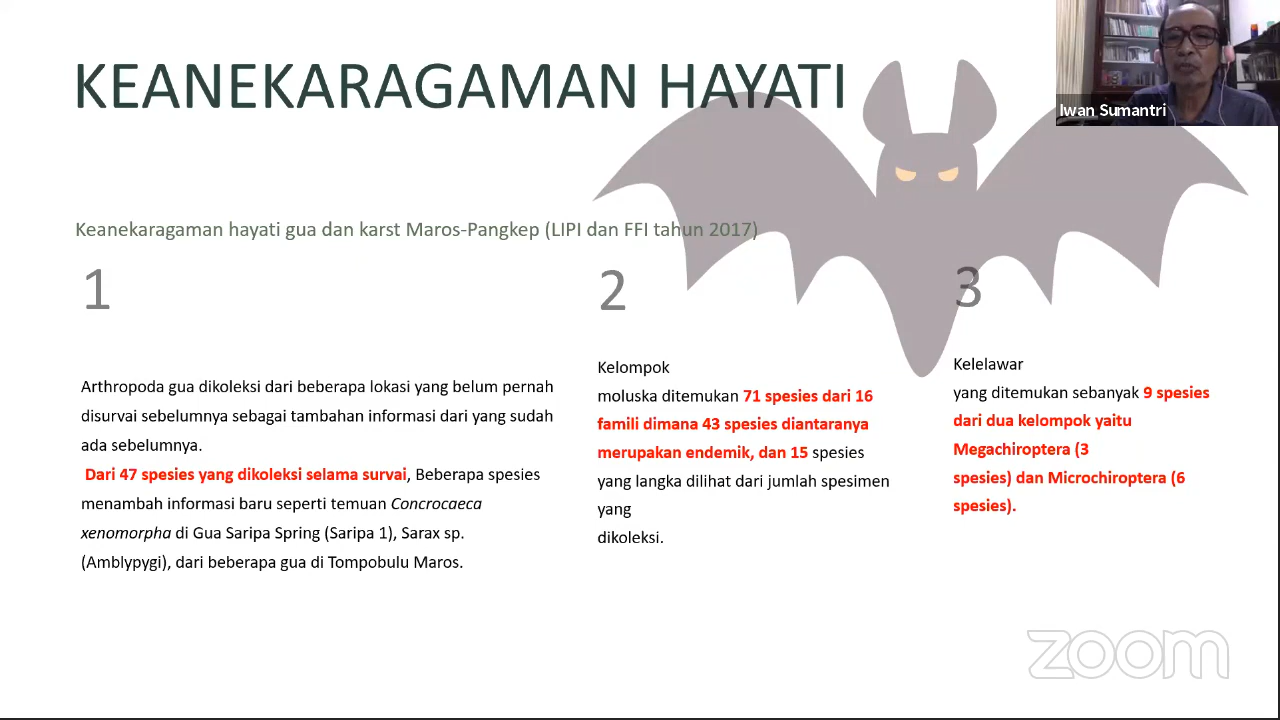 KEANEKARAGAMAN HAYATI
Iwan Sumantri
Keanekaragaman hayati gua dan karst Maros-Pangkep (LIPI dan FFI tahun 2017)
1
Arthropoda gua dikoleksi dari beberapa lokasi yang belum pernah
disurvai sebelumnya sebagai tambahan informasi dari yang sudah
ada sebelumnya.
Dari 47 spesies yang dikoleksi selama survai, Beberapa spesies
menambah informasi baru seperti temuan Concrocaeca
xenomorpha di Gua Saripa Spring (Saripa 1), Sarax sp.
(Amblypygi), dari beberapa gua di Tompobulu Maros.
2
Kelompok
moluska ditemukan 71 spesies dari 16
famili dimana 43 spesies diantaranya
merupakan endemik, dan 15 spesies
yang langka dilihat dari jumlah spesimen
yang
dikoleksi.
3
Kelelawar
yang ditemukan sebanyak 9 spesies
dari dua kelompok yaitu
Megachiroptera (3
spesies) dan Microchiroptera (6
spesies).
zoom